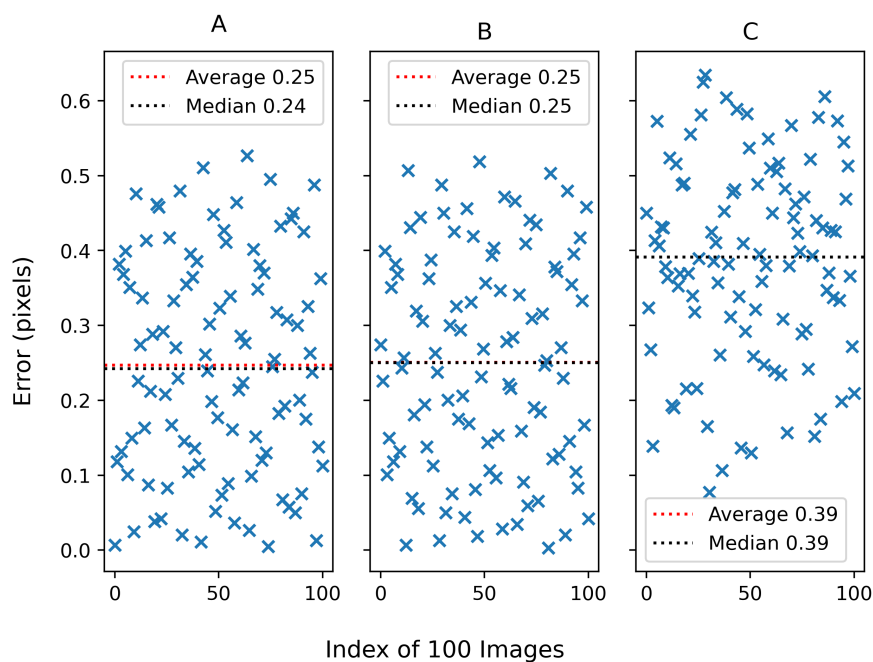 A
B
C
Average 0.25
Median 0.24
Average 0.25
Median 0.25
Average 0.39
Median 0.39
Error (pixels)
0.6
0.5
0.4
0.3
0.2
0.1
0.0
0 50 100
0 50 100
0 50 100
Index of 100 Images